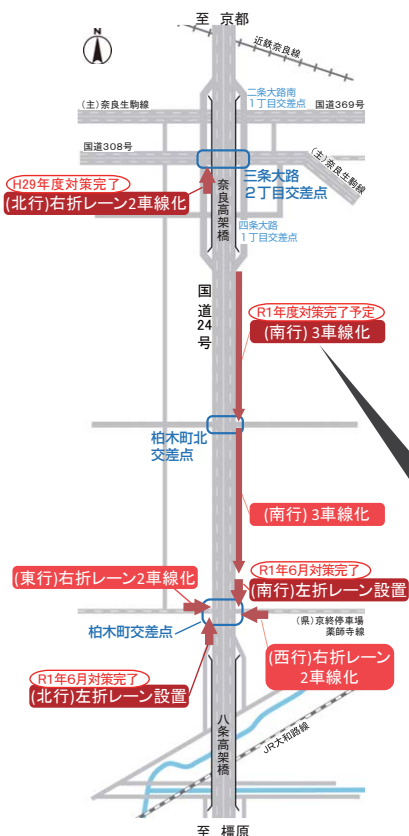 至 京都
N
近鉄奈良線
二条大路南
1丁目交差点
(主)奈良生駒線
国道369号
国道308号
三条大路
2丁目交差点
(主)奈良生駒線
H29年度対策完了
(北行)右折レーン2車線化
奈良高架橋
四条大路
1丁目交差点
国道24号
R1年度対策完了予定
(南行) 3車線化
柏木町北
交差点
(南行) 3車線化
R1年6月対策完了
(東行)右折レーン2車線化
(南行)左折レーン設置
(県)京終停車場
薬師寺線
柏木町交差点
(西行)右折レーン
2車線化
R1年6月対策完了
(北行)左折レーン設置
八条高架橋
JR大和路線
至 橿原